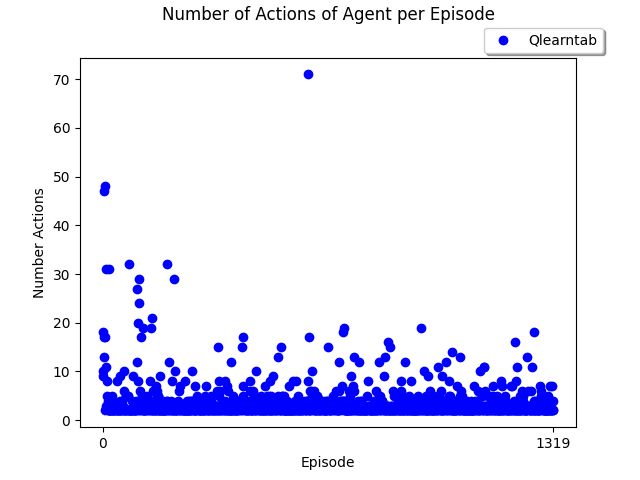 Number of Actions of Agent per Episode
Qlearntab
70
60
50
40
30
20
10
0
Number Actions
0
1319
Episode